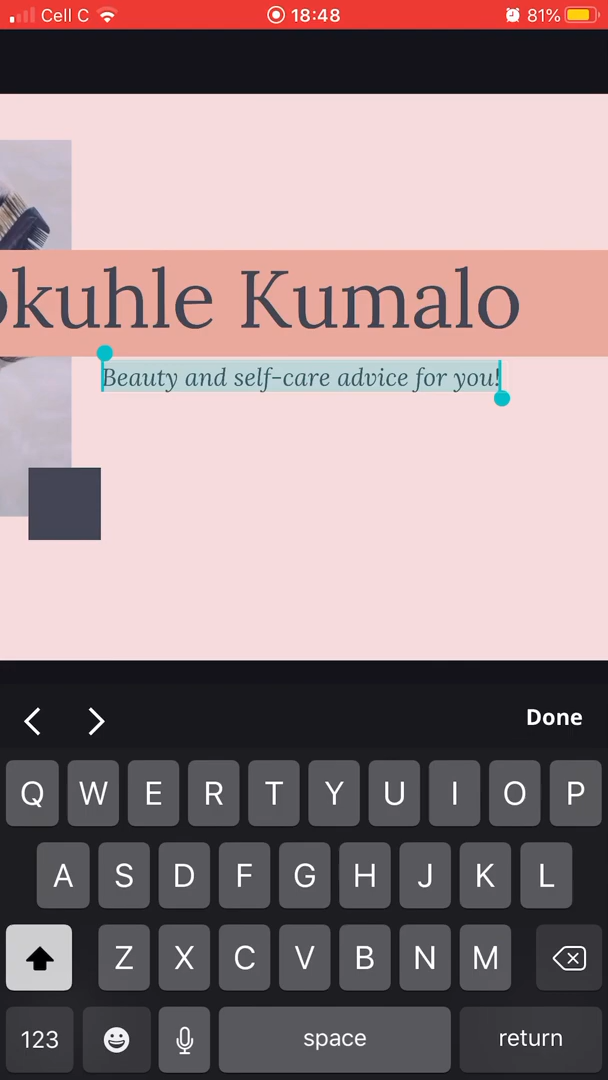 Cell C 18:48 81%
okuhle Kumalo
Beauty and self-care advice for you!
Done
Q W E R T Y U I O P
A S D F G H J K L
Z X C V B N M
123 space return